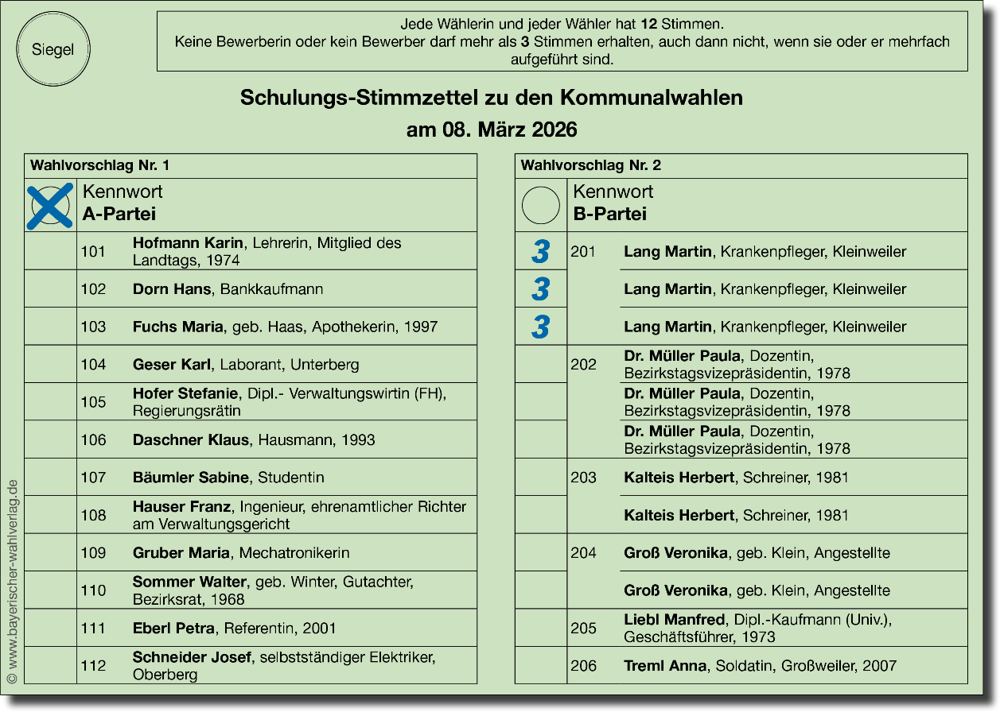 Siegel
Jede Wählerin und jeder Wähler hat 12 Stimmen.
Keine Bewerberin oder kein Bewerber darf mehr als 3 Stimmen erhalten, auch dann nicht, wenn sie oder er mehrfach
aufgeführt sind.
Schulungs-Stimmzettel zu den Kommunalwahlen
am 08. März 2026
Wahlvorschlag Nr. 1
X Kennwort
A-Partei
101 Hofmann Karin, Lehrerin, Mitglied des
Landtags, 1974
102 Dorn Hans, Bankkaufmann
103 Fuchs Maria, geb. Haas, Apothekerin, 1997
104 Geser Karl, Laborant, Unterberg
105 Hofer Stefanie, Dipl.- Verwaltungswirtin (FH),
Regierungsrätin
106 Daschner Klaus, Hausmann, 1993
107 Bäumler Sabine, Studentin
108 Hauser Franz, Ingenieur, ehrenamtlicher Richter
am Verwaltungsgericht
109 Gruber Maria, Mechatronikerin
110 Sommer Walter, geb. Winter, Gutachter,
Bezirksrat, 1968
111 Eberl Petra, Referentin, 2001
112 Schneider Josef, selbstständiger Elektriker,
Oberberg
Wahlvorschlag Nr. 2
Kennwort
B-Partei
3 201 Lang Martin, Krankenpfleger, Kleinweiler
3 Lang Martin, Krankenpfleger, Kleinweiler
3 Lang Martin, Krankenpfleger, Kleinweiler
202 Dr. Müller Paula, Dozentin,
Bezirkstagsvizepräsidentin, 1978
Dr. Müller Paula, Dozentin,
Bezirkstagsvizepräsidentin, 1978
Dr. Müller Paula, Dozentin,
Bezirkstagsvizepräsidentin, 1978
203 Kalteis Herbert, Schreiner, 1981
Kalteis Herbert, Schreiner, 1981
204 Groß Veronika, geb. Klein, Angestellte
Groß Veronika, geb. Klein, Angestellte
205 Liebl Manfred, Dipl.-Kaufmann (Univ.),
Geschäftsführer, 1973
206 Treml Anna, Soldatin, Großweiler, 2007
© www.bayerischer-wahlverlag.de